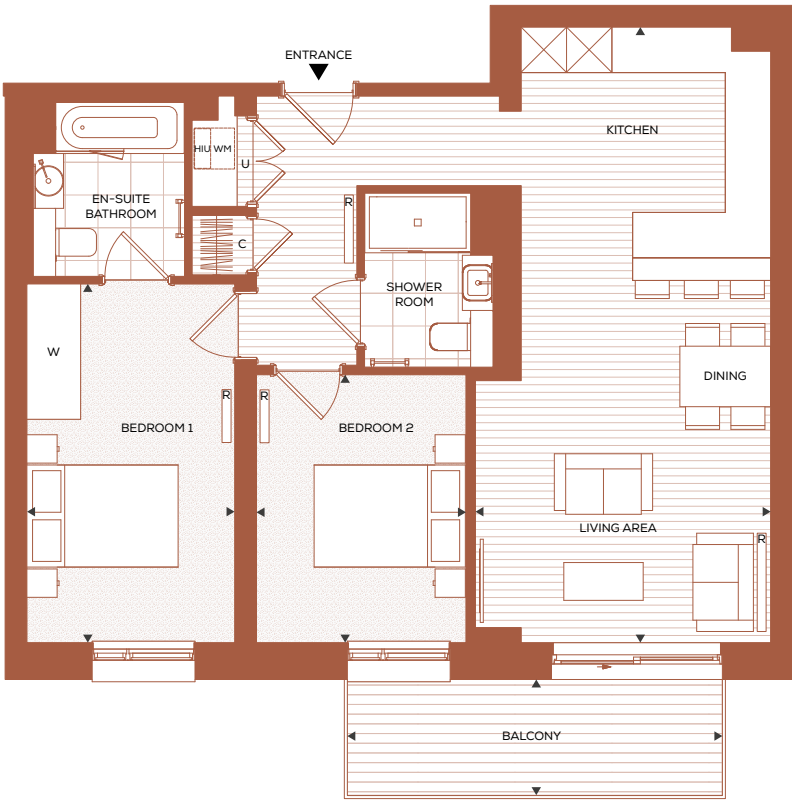 ENTRANCE
KITCHEN
HIU WM
U
EN-SUITE
BATHROOM
R
C
SHOWER
ROOM
W
DINING
R
R
BEDROOM 1
BEDROOM 2
LIVING AREA
R
BALCONY